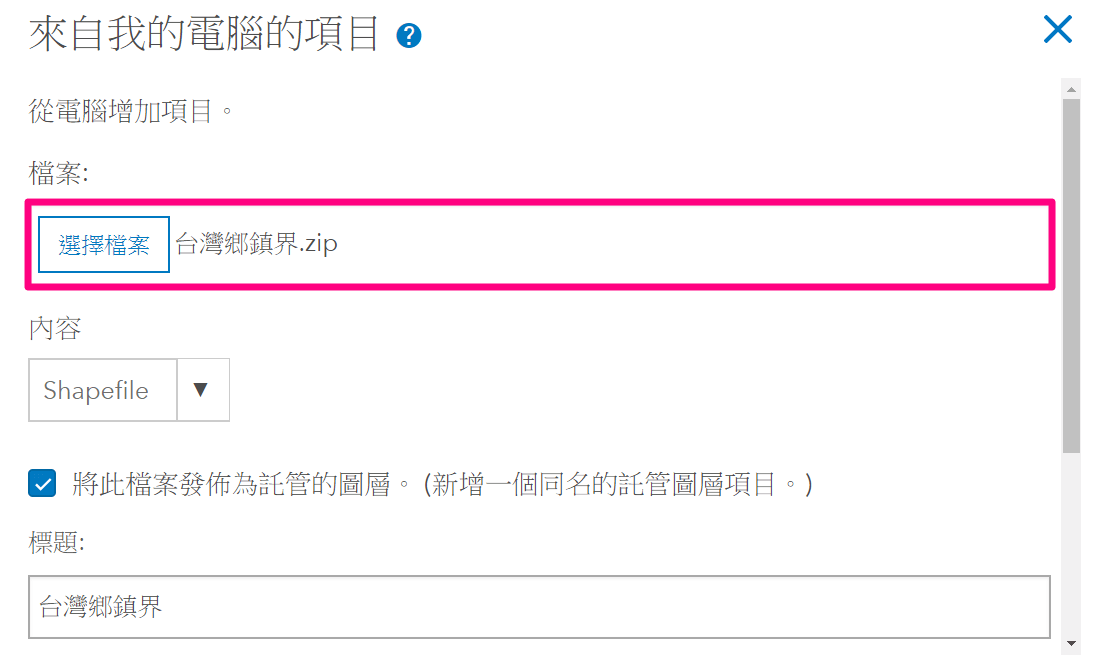 來自我的電腦的項目 ?
從電腦增加項目。
檔案:
選擇檔案 台灣鄉鎮界.zip
內容
Shapefile ▼
將此檔案發佈為託管的圖層。(新增一個同名的託管圖層項目。)
標題:
台灣鄉鎮界